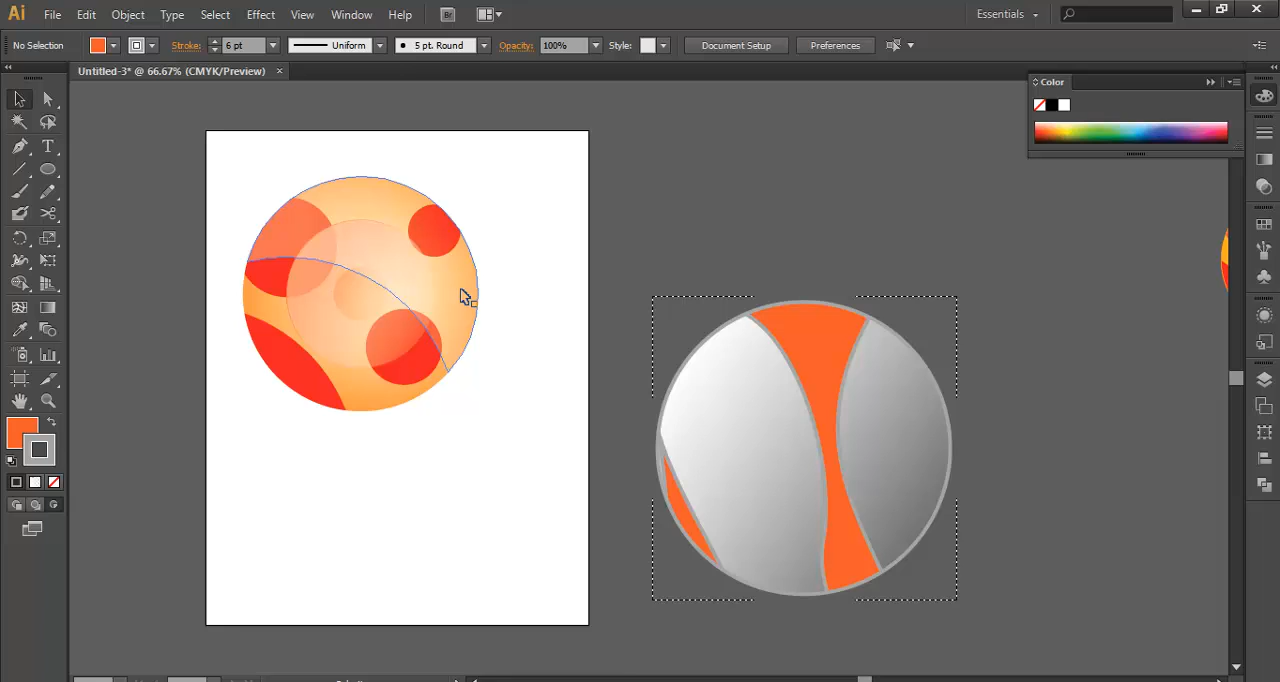 Ai File Edit Object Type Select Effect View Window Help Br Essentials
No Selection Stroke: 6 pt Uniform 5 pt. Round Opacity: 100% Style: Document Setup Preferences
Untitled-3* @ 66.67% (CMYK/Preview) ×
Color
T